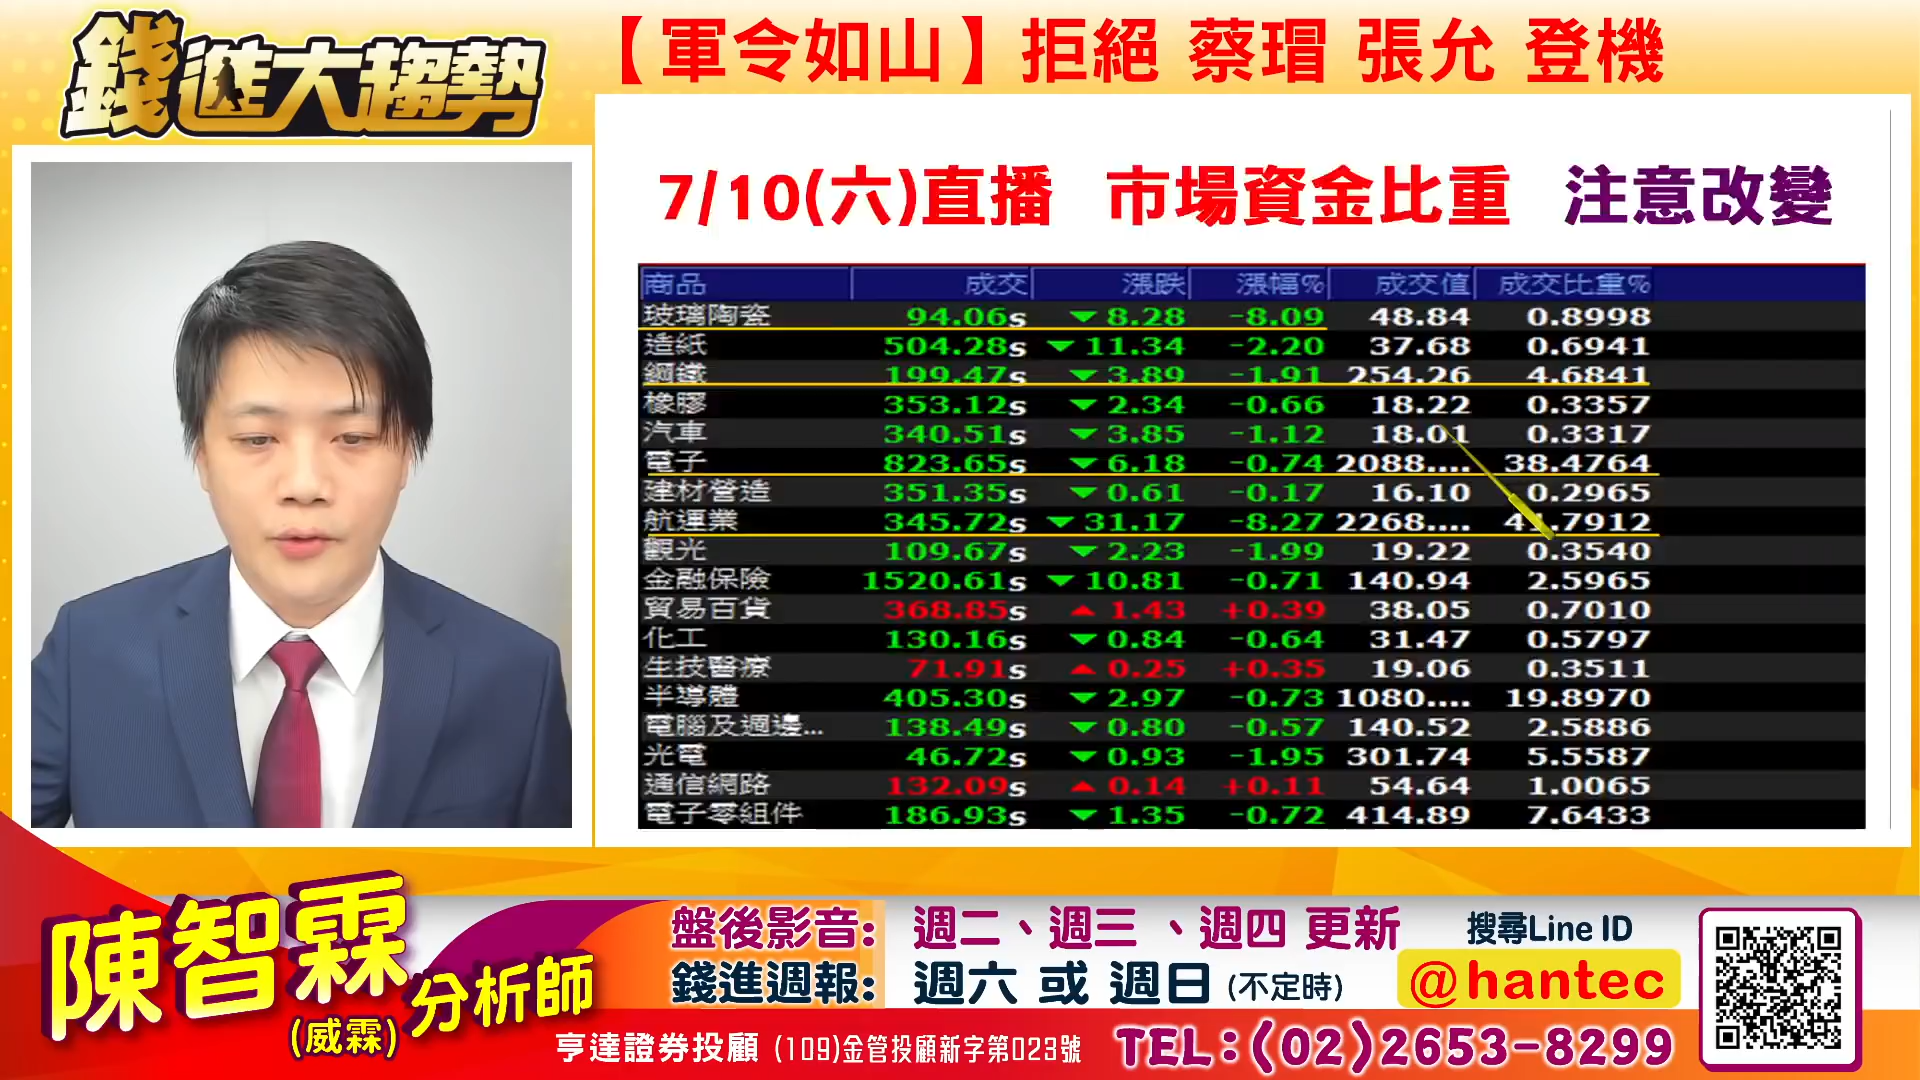 錢進大趨勢
【軍令如山】拒絕 蔡瑁 張允 登機
7/10(六)直播 市場資金比重 注意改變
商品 成交 漲跌 漲幅% 成交值 成交比重%
玻璃陶瓷 94.06s ▼ 8.28 -8.09 48.84 0.8998
造紙 504.28s ▼ 11.34 -2.20 37.68 0.6941
鋼鐵 199.47s ▼ 3.89 -1.91 254.26 4.6841
橡膠 353.12s ▼ 2.34 -0.66 18.22 0.3357
汽車 340.51s ▼ 3.85 -1.12 18.01 0.3317
電子 823.65s ▼ 6.18 -0.74 2088.... 38.4764
建材營造 351.35s ▼ 0.61 -0.17 16.10 0.2965
航運業 345.72s ▼ 31.17 -8.27 2268.... 41.7912
觀光 109.67s ▼ 2.23 -1.99 19.22 0.3540
金融保險 1520.61s ▼ 10.81 -0.71 140.94 2.5965
貿易百貨 368.85s ▲ 1.43 +0.39 38.05 0.7010
化工 130.16s ▼ 0.84 -0.64 31.47 0.5797
生技醫療 71.91s ▲ 0.25 +0.35 19.06 0.3511
半導體 405.30s ▼ 2.97 -0.73 1080.... 19.8970
電腦及週邊... 138.49s ▼ 0.80 -0.57 140.52 2.5886
光電 46.72s ▼ 0.93 -1.95 301.74 5.5587
通信網路 132.09s ▲ 0.14 +0.11 54.64 1.0065
電子零組件 186.93s ▼ 1.35 -0.72 414.89 7.6433
陳智霖
(威霖)
分析師
盤後影音: 週二、週三 、週四 更新
錢進週報: 週六 或 週日 (不定時)
搜尋Line ID
@hantec
亨達證券投顧 (109)金管投顧新字第023號
TEL:(02)2653-8299